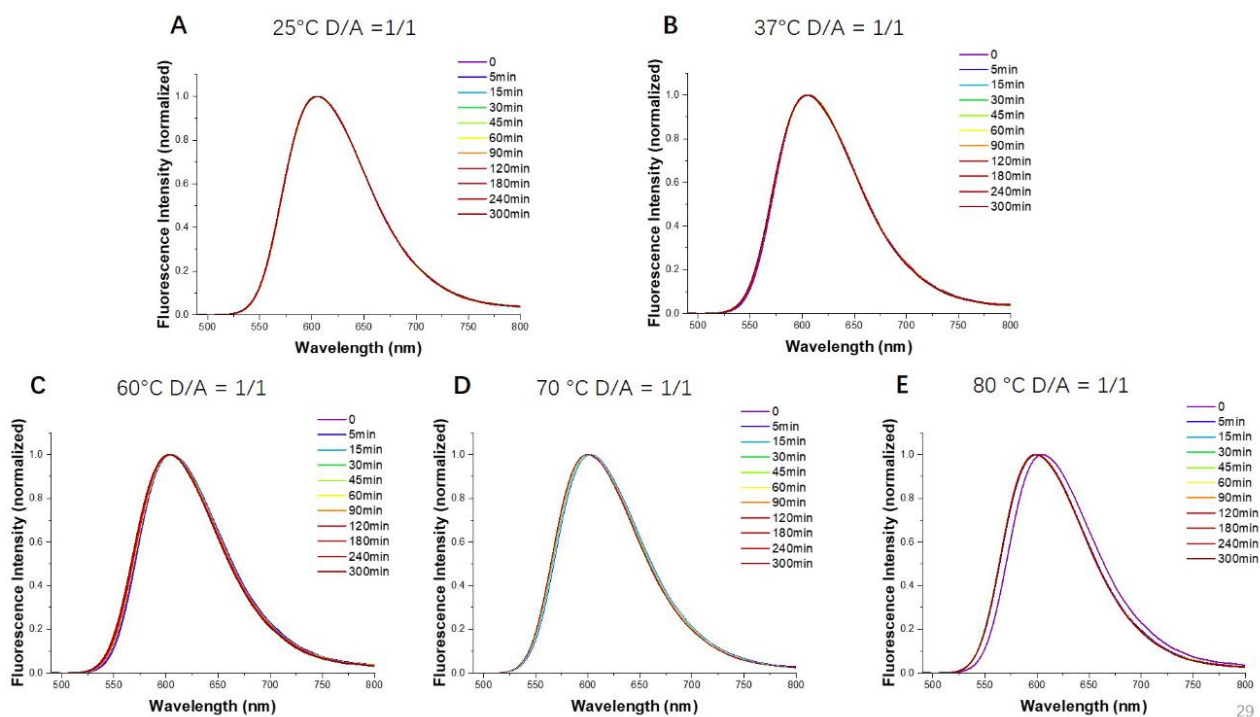 A
25°C D/A =1/1
Fluorescence Intensity (normalized)
1.0
0.8
0.6
0.4
0.2
0.0
500
550
600
650
700
750
800
Wavelength (nm)
0
5min
15min
30min
45min
60min
90min
120min
180min
240min
300min
B
37°C D/A = 1/1
Fluorescence Intensity (normalized)
1.0
0.8
0.6
0.4
0.2
0.0
500
550
600
650
700
750
800
Wavelength (nm)
0
5min
15min
30min
45min
60min
90min
120min
180min
240min
300min
C
60°C D/A = 1/1
Fluorescence Intensity (normalized)
1.0
0.8
0.6
0.4
0.2
0.0
500
550
600
650
700
750
800
Wavelength (nm)
0
5min
15min
30min
45min
60min
90min
120min
180min
240min
300min
D
70 °C D/A = 1/1
Fluorescence Intensity (normalized)
1.0
0.8
0.6
0.4
0.2
0.0
500
550
600
650
700
750
800
Wavelength (nm)
0
5min
15min
30min
45min
60min
90min
120min
180min
240min
300min
E
80 °C D/A = 1/1
Fluorescence Intensity (normalized)
1.0
0.8
0.6
0.4
0.2
0.0
500
550
600
650
700
750
800
Wavelength (nm)
0
5min
15min
30min
45min
60min
90min
120min
180min
240min
300min
29